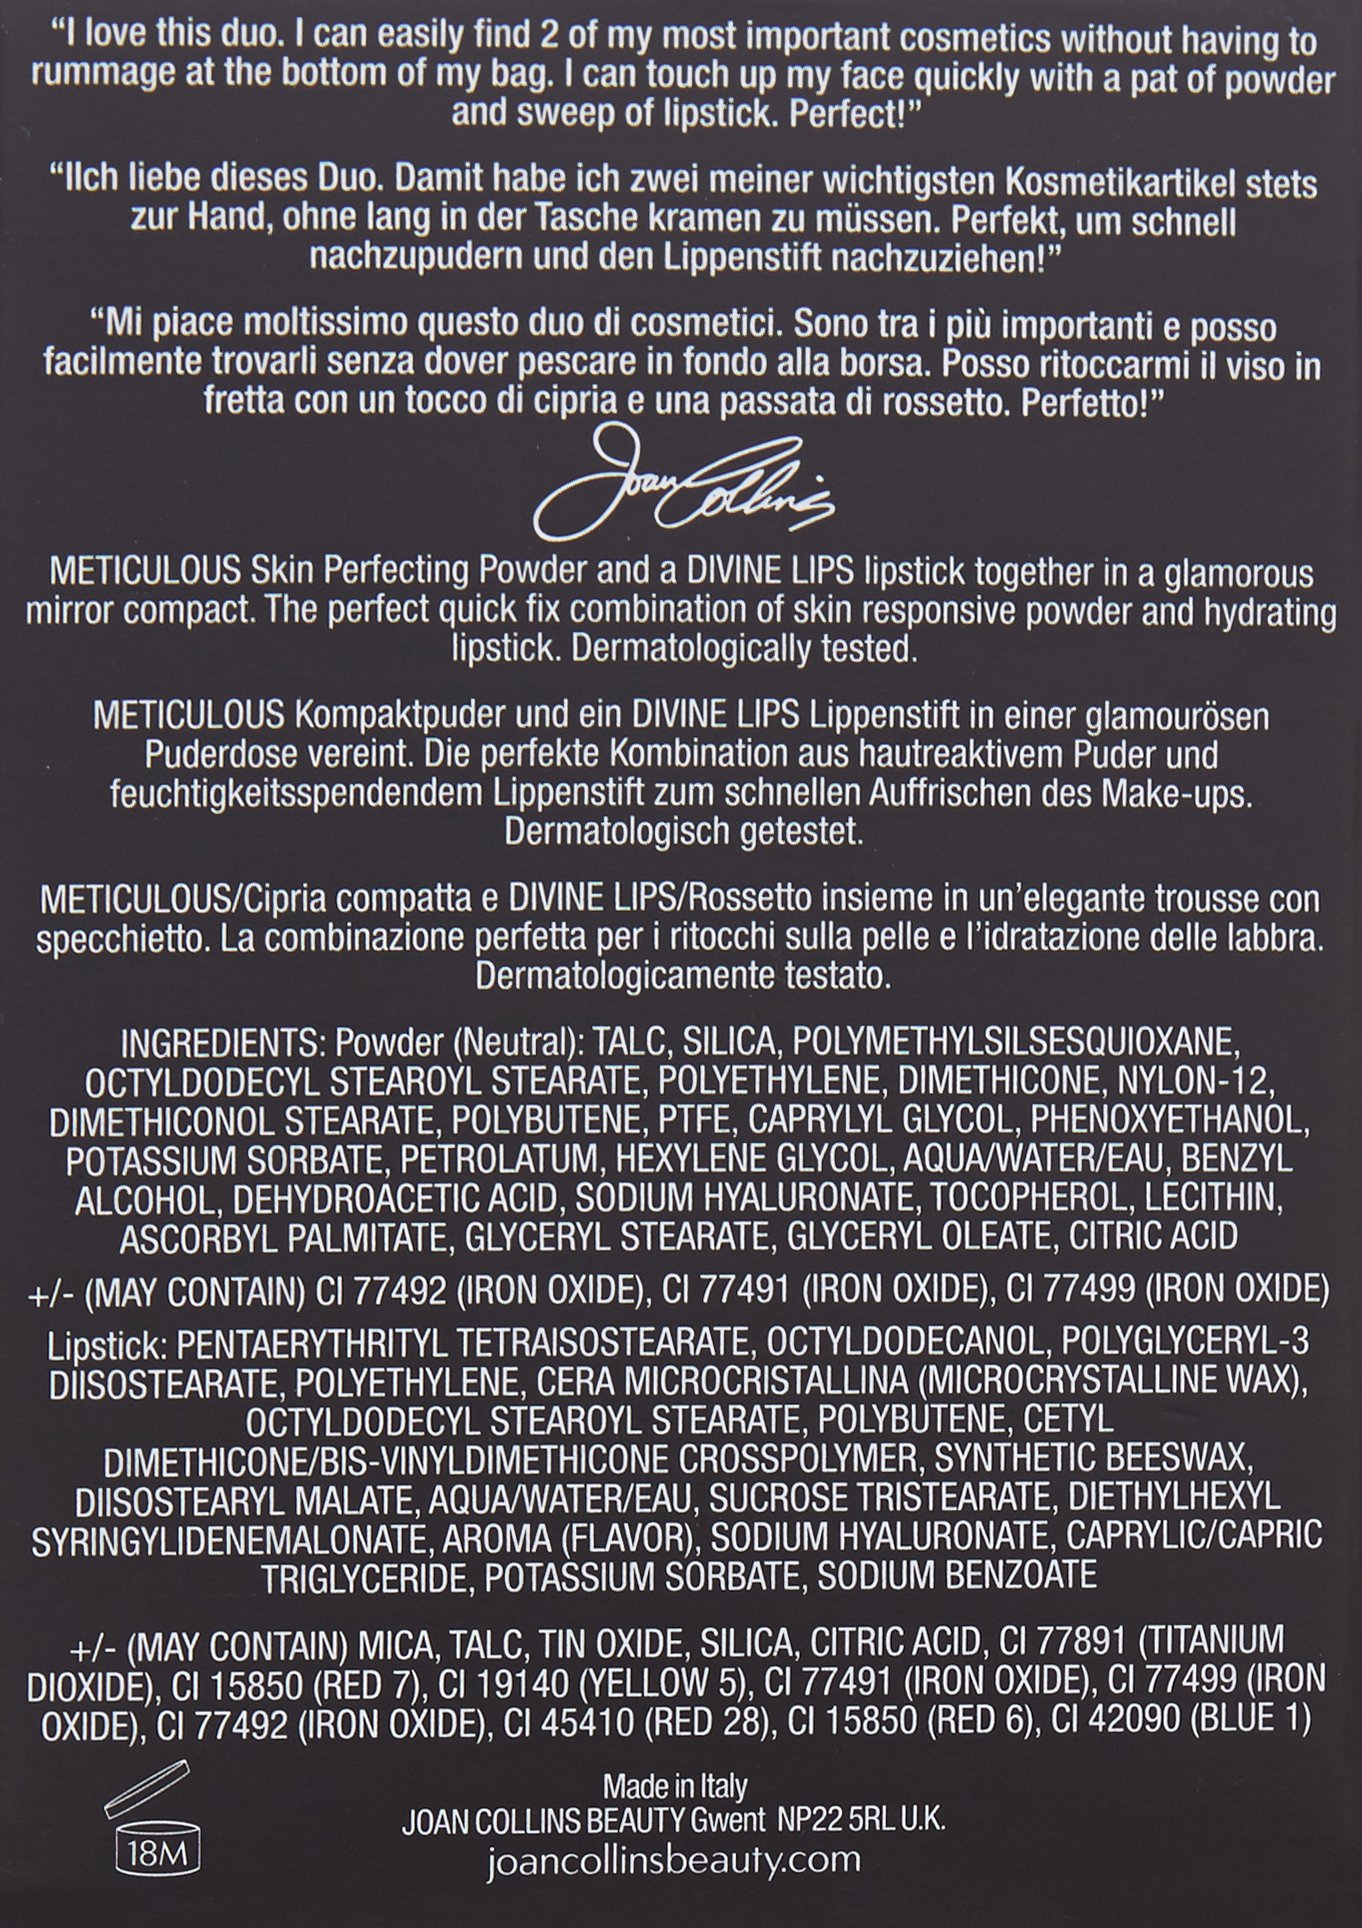 “I love this duo. I can easily find 2 of my most important cosmetics without having to
rummage at the bottom of my bag. I can touch up my face quickly with a pat of powder
and sweep of lipstick. Perfect!”
“IIch liebe dieses Duo. Damit habe ich zwei meiner wichtigsten Kosmetikartikel stets
zur Hand, ohne lang in der Tasche kramen zu müssen. Perfekt, um schnell
nachzupudern und den Lippenstift nachzuziehen!”
“Mi piace moltissimo questo duo di cosmetici. Sono tra i più importanti e posso
facilmente trovarli senza dover pescare in fondo alla borsa. Posso ritoccarmi il viso in
fretta con un tocco di cipria e una passata di rossetto. Perfetto!”
Joan Collins
METICULOUS Skin Perfecting Powder and a DIVINE LIPS lipstick together in a glamorous
mirror compact. The perfect quick fix combination of skin responsive powder and hydrating
lipstick. Dermatologically tested.
METICULOUS Kompaktpuder und ein DIVINE LIPS Lippenstift in einer glamourösen
Puderdose vereint. Die perfekte Kombination aus hautreaktivem Puder und
feuchtigkeitsspendendem Lippenstift zum schnellen Auffrischen des Make-ups.
Dermatologisch getestet.
METICULOUS/Cipria compatta e DIVINE LIPS/Rossetto insieme in un’elegante trousse con
specchietto. La combinazione perfetta per i ritocchi sulla pelle e l’idratazione delle labbra.
Dermatologicamente testato.
INGREDIENTS: Powder (Neutral): TALC, SILICA, POLYMETHYLSILSESQUIOXANE,
OCTYLDODECYL STEAROYL STEARATE, POLYETHYLENE, DIMETHICONE, NYLON-12,
DIMETHICONOL STEARATE, POLYBUTENE, PTFE, CAPRYLYL GLYCOL, PHENOXYETHANOL,
POTASSIUM SORBATE, PETROLATUM, HEXYLENE GLYCOL, AQUA/WATER/EAU, BENZYL
ALCOHOL, DEHYDROACETIC ACID, SODIUM HYALURONATE, TOCOPHEROL, LECITHIN,
ASCORBYL PALMITATE, GLYCERYL STEARATE, GLYCERYL OLEATE, CITRIC ACID
+/- (MAY CONTAIN) CI 77492 (IRON OXIDE), CI 77491 (IRON OXIDE), CI 77499 (IRON OXIDE)
Lipstick: PENTAERYTHRITYL TETRAISOSTEARATE, OCTYLDODECANOL, POLYGLYCERYL-3
DIISOSTEARATE, POLYETHYLENE, CERA MICROCRISTALLINA (MICROCRYSTALLINE WAX),
OCTYLDODECYL STEAROYL STEARATE, POLYBUTENE, CETYL
DIMETHICONE/BIS-VINYLDIMETHICONE CROSSPOLYMER, SYNTHETIC BEESWAX,
DIISOSTEARYL MALATE, AQUA/WATER/EAU, SUCROSE TRISTEARATE, DIETHYLHEXYL
SYRINGYLIDENEMALONATE, AROMA (FLAVOR), SODIUM HYALURONATE, CAPRYLIC/CAPRIC
TRIGLYCERIDE, POTASSIUM SORBATE, SODIUM BENZOATE
+/- (MAY CONTAIN) MICA, TALC, TIN OXIDE, SILICA, CITRIC ACID, CI 77891 (TITANIUM
DIOXIDE), CI 15850 (RED 7), CI 19140 (YELLOW 5), CI 77491 (IRON OXIDE), CI 77499 (IRON
OXIDE), CI 77492 (IRON OXIDE), CI 45410 (RED 28), CI 15850 (RED 6), CI 42090 (BLUE 1)
Made in Italy
JOAN COLLINS BEAUTY Gwent NP22 5RL U.K.
joancollinsbeauty.com
18M